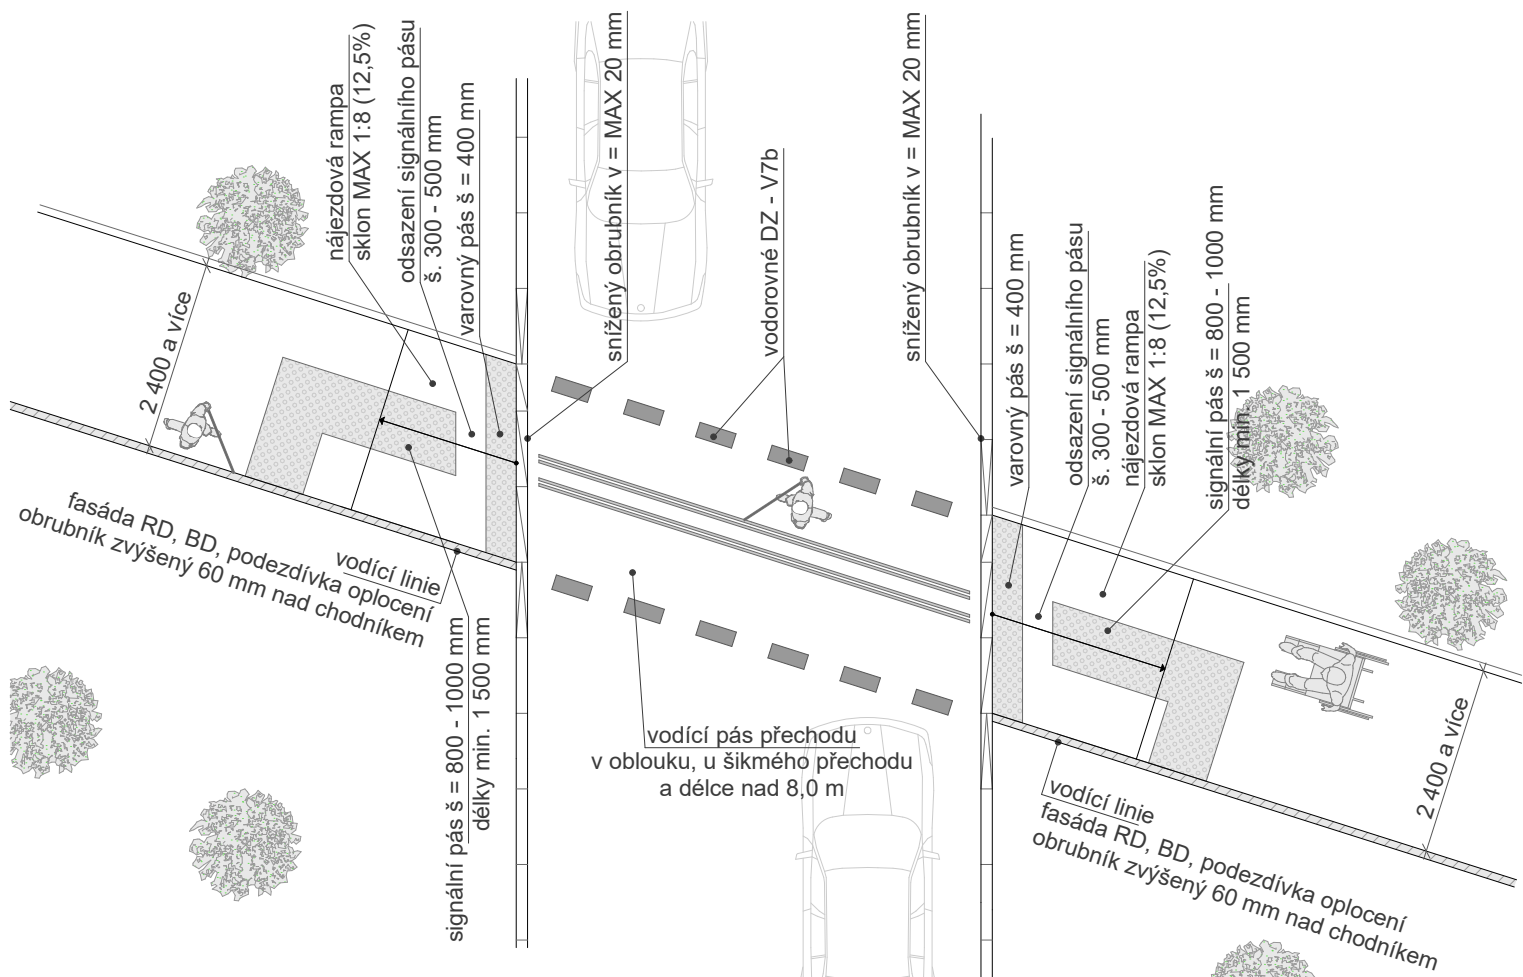 nájezdová rampa
sklon MAX 1:8 (12,5%)
odsazení signálního pásu
š. 300 - 500 mm
varovný pás š = 400 mm
snížený obrubník v = MAX 20 mm
vodorovné DZ - V7b
snížený obrubník v = MAX 20 mm
varovný pás š = 400 mm
odsazení signálního pásu
š. 300 - 500 mm
nájezdová rampa
sklon MAX 1:8 (12,5%)
signální pás š = 800 - 1000 mm
délky min. 1 500 mm
2 400 a více
vodící linie
fasáda RD, BD, podezdívka oplocení
obrubník zvýšený 60 mm nad chodníkem
signální pás š = 800 - 1000 mm
délky min. 1 500 mm
vodící pás přechodu
v oblouku, u šikmého přechodu
a délce nad 8,0 m
2 400 a více
vodící linie
fasáda RD, BD, podezdívka oplocení
obrubník zvýšený 60 mm nad chodníkem